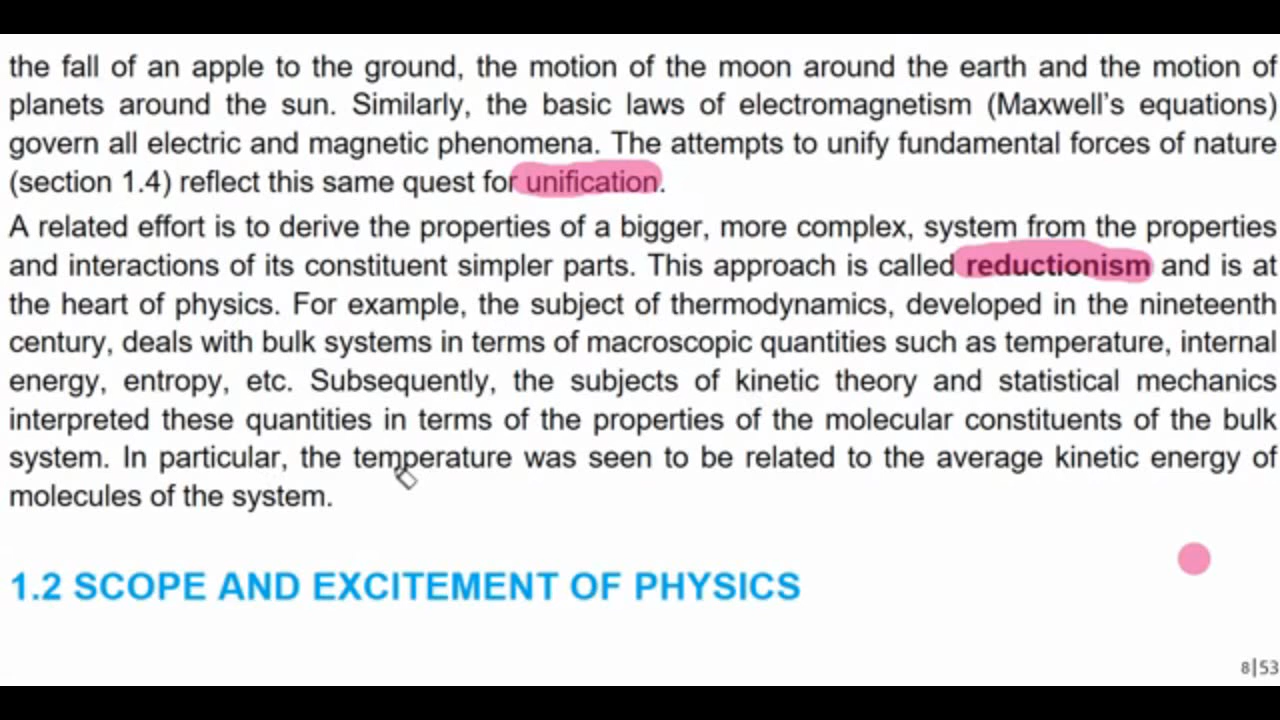 the fall of an apple to the ground, the motion of the moon around the earth and the motion of
planets around the sun. Similarly, the basic laws of electromagnetism (Maxwell's equations)
govern all electric and magnetic phenomena. The attempts to unify fundamental forces of nature
(section 1.4) reflect this same quest for unification.
A related effort is to derive the properties of a bigger, more complex, system from the properties
and interactions of its constituent simpler parts. This approach is called reductionism and is at
the heart of physics. For example, the subject of thermodynamics, developed in the nineteenth
century, deals with bulk systems in terms of macroscopic quantities such as temperature, internal
energy, entropy, etc. Subsequently, the subjects of kinetic theory and statistical mechanics
interpreted these quantities in terms of the properties of the molecular constituents of the bulk
system. In particular, the temperature was seen to be related to the average kinetic energy of
molecules of the system.
1.2 SCOPE AND EXCITEMENT OF PHYSICS
8|53